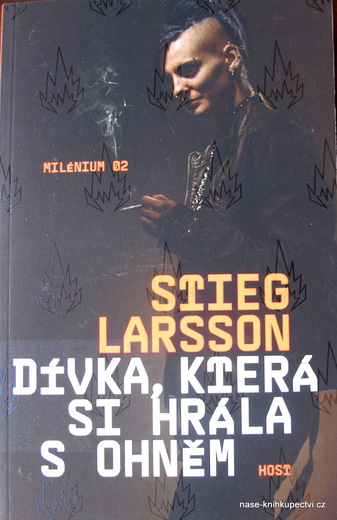 MILÉNIUM 02
STIEG
LARSSON
DÍVKA, KTERÁ
SI HRÁLA
S OHNĚM
HOST
nase-knihkupectvi.cz